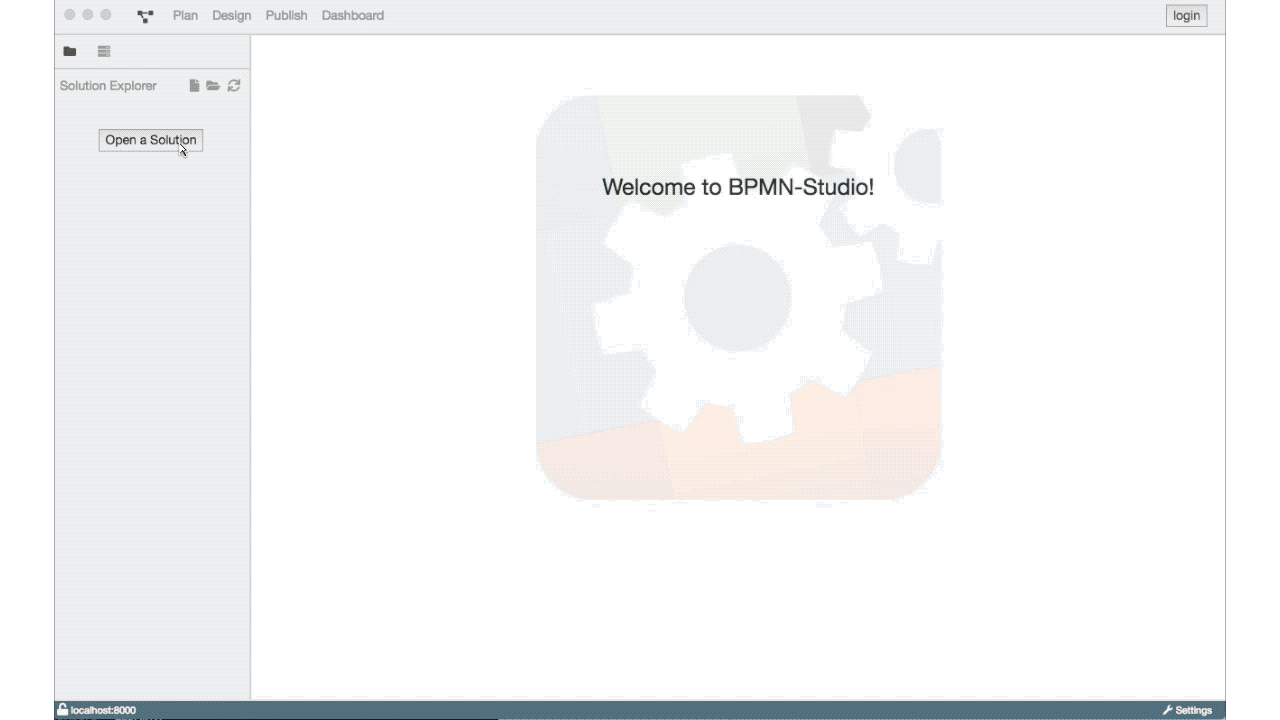 Plan Design Publish Dashboard login
Solution Explorer
Open a Solution
Welcome to BPMN-Studio!
localhost:8000 Settings